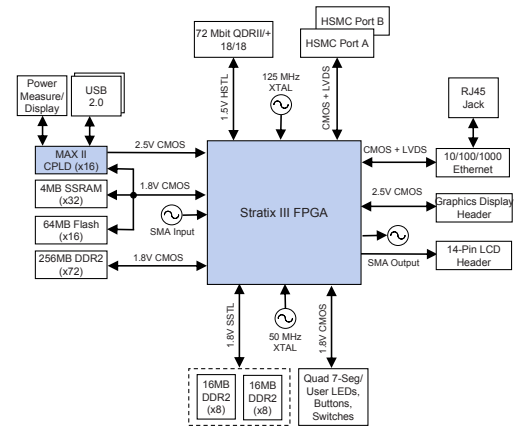 HSMC Port B
HSMC Port A
72 Mbit QDRII/+
18/18
125 MHz
XTAL
1.5V HSTL
CMOS + LVDS
Power
Measure/
Display
USB
2.0
RJ45
Jack
2.5V CMOS
MAX II
CPLD (x16)
CMOS + LVDS
10/100/1000
Ethernet
4MB SSRAM
(x32)
1.8V CMOS
2.5V CMOS
Graphics Display
Header
Stratix III FPGA
64MB Flash
(x16)
SMA Input
SMA Output
14-Pin LCD
Header
256MB DDR2
(x72)
1.8V CMOS
1.8V SSTL
50 MHz
XTAL
1.8V CMOS
16MB
DDR2
(x8)
16MB
DDR2
(x8)
Quad 7-Seg/
User LEDs,
Buttons,
Switches